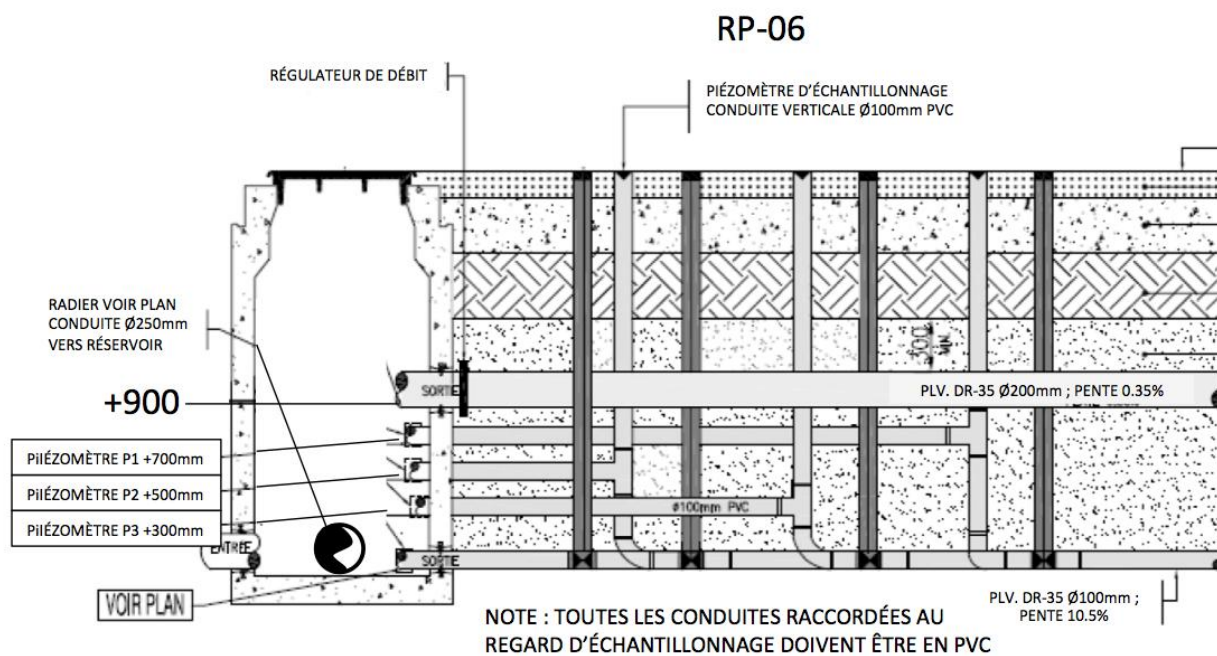 RP-06
RÉGULATEUR DE DÉBIT
PIÉZOMÈTRE D'ÉCHANTILLONNAGE
CONDUITE VERTICALE Ø100mm PVC
RADIER VOIR PLAN
CONDUITE Ø250mm
VERS RÉSERVOIR
300
MIN.
+900
SORTIE
PLV. DR-35 Ø200mm ; PENTE 0.35%
PiIÉZOMÈTRE P1 +700mm
PiIÉZOMÈTRE P2 +500mm
PiIÉZOMÈTRE P3 +300mm
ø100mm PVC
ENTRÉE
SORTIE
VOIR PLAN
PLV. DR-35 Ø100mm ;
PENTE 10.5%
NOTE : TOUTES LES CONDUITES RACCORDÉES AU
REGARD D'ÉCHANTILLONNAGE DOIVENT ÊTRE EN PVC